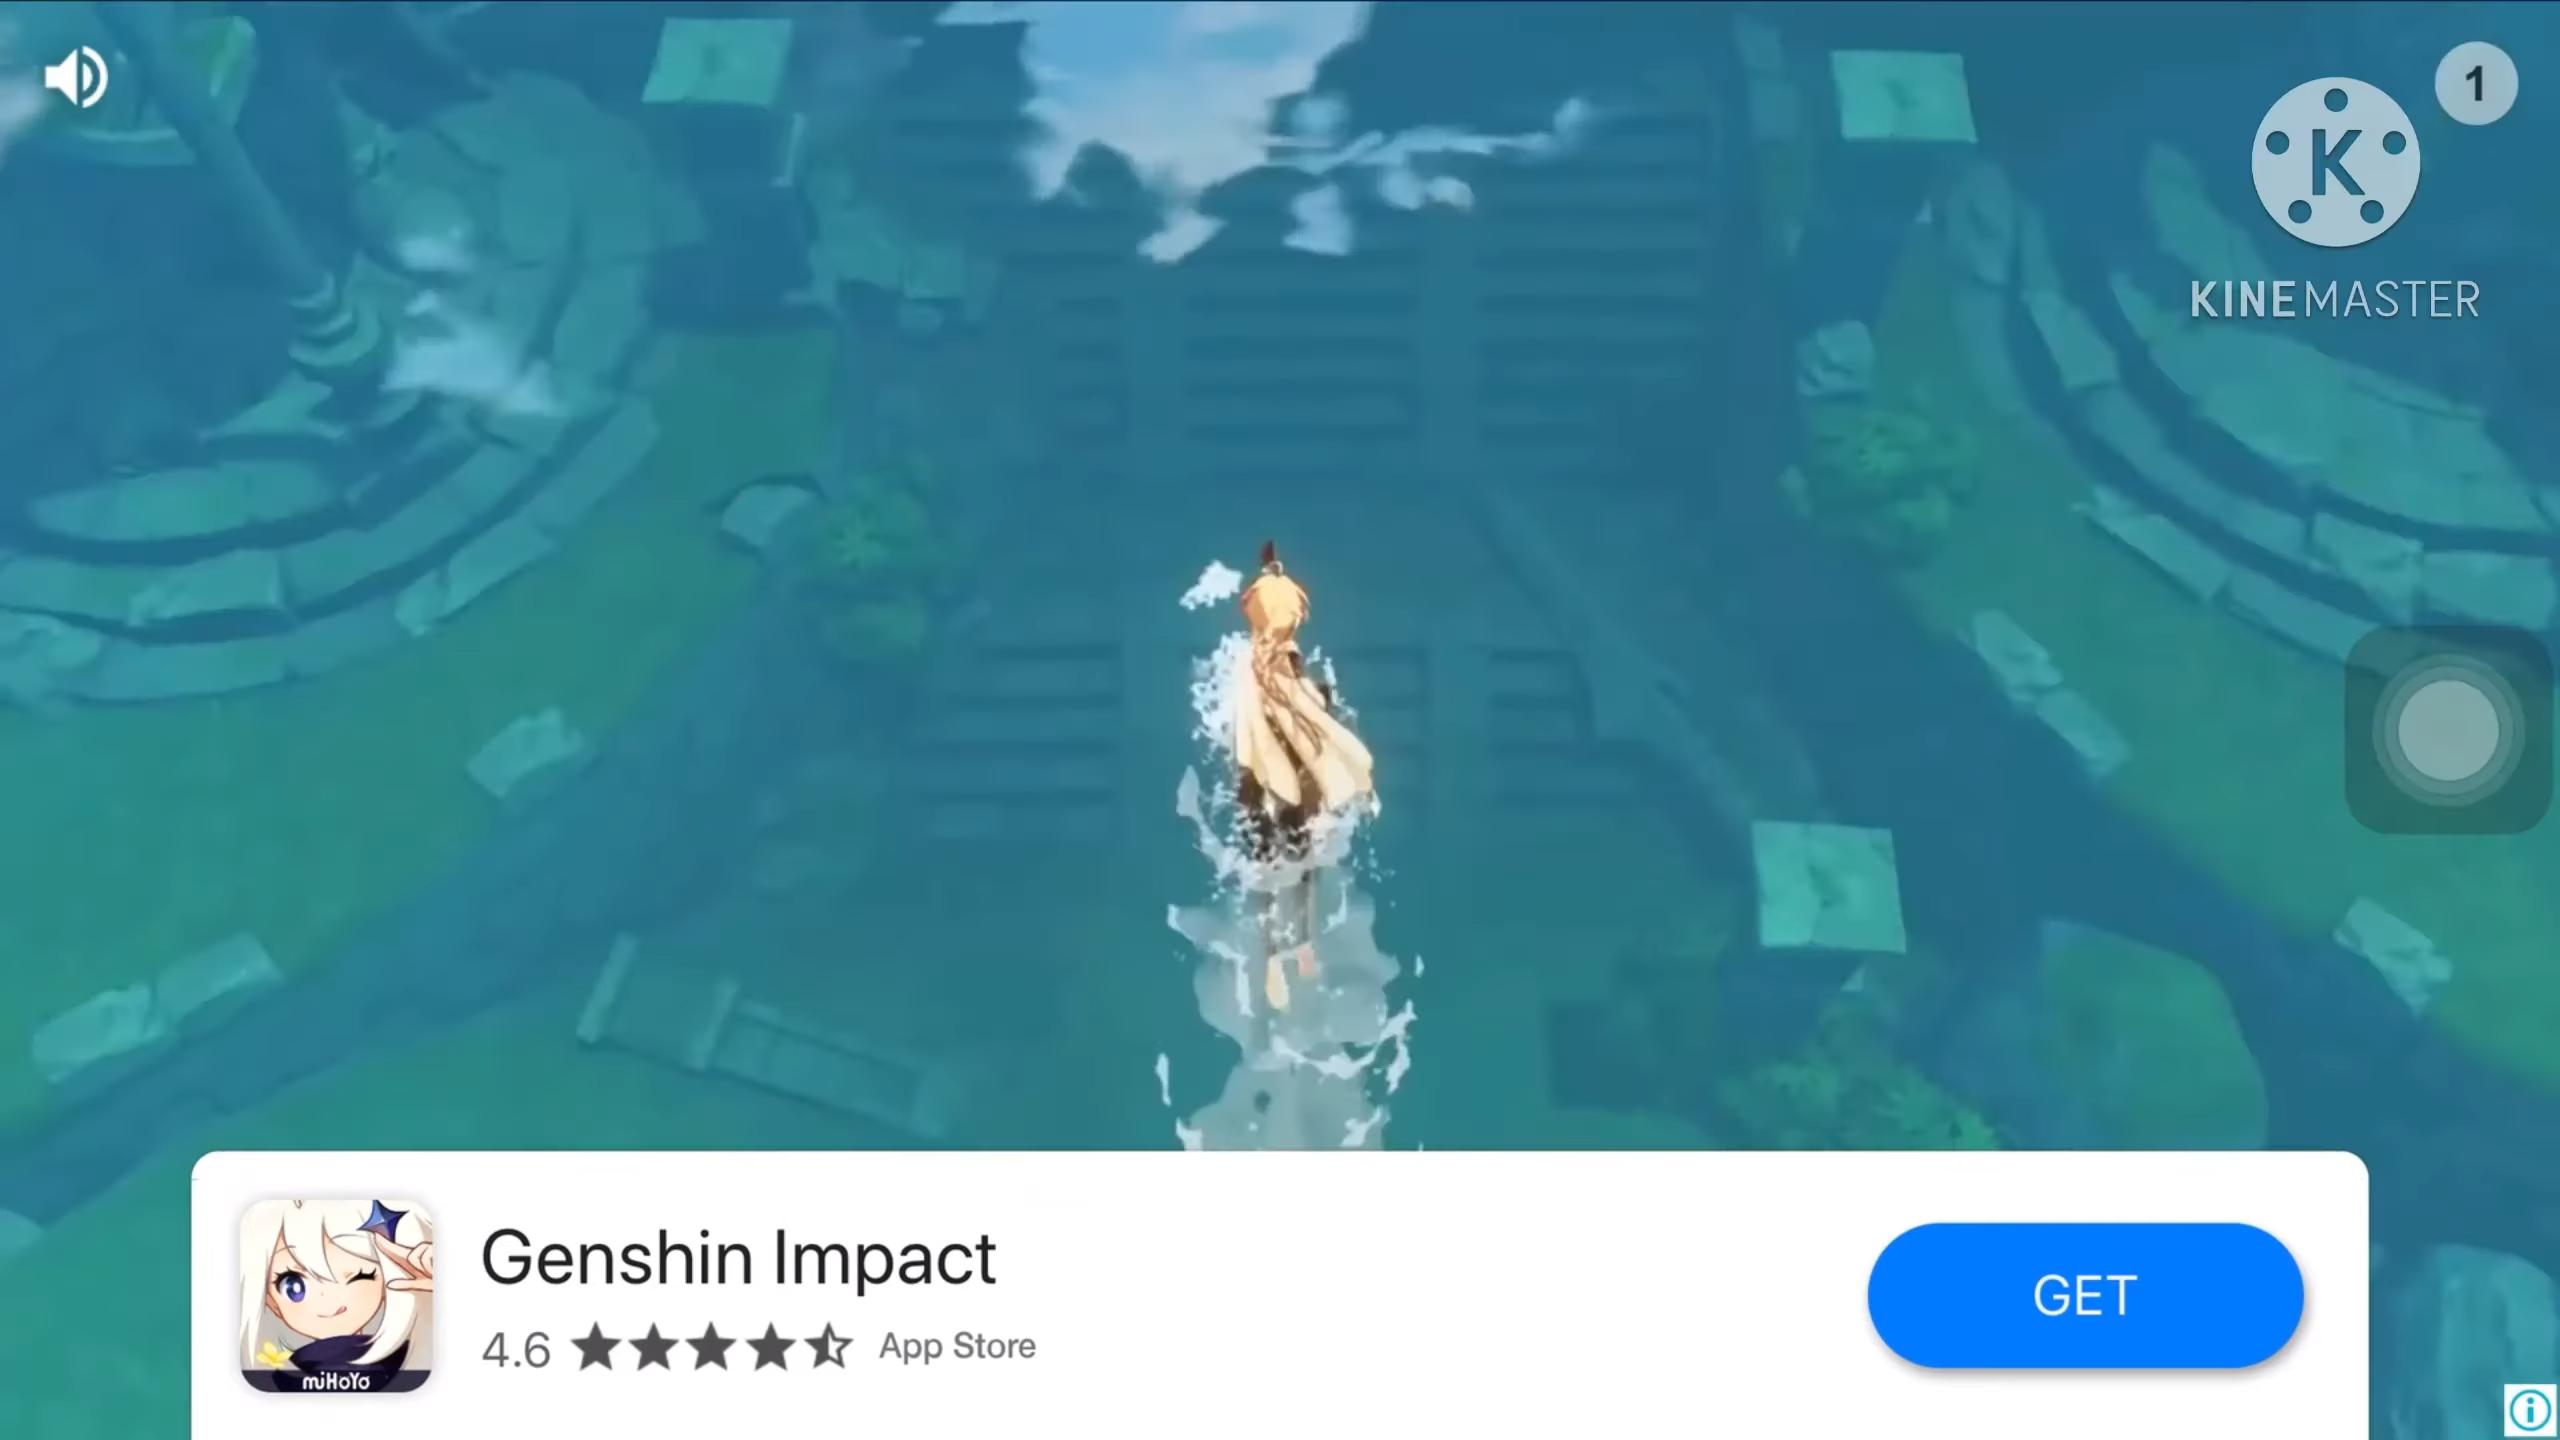 1
K
KINEMASTER
Genshin Impact
4.6 App Store
GET
miHoYo